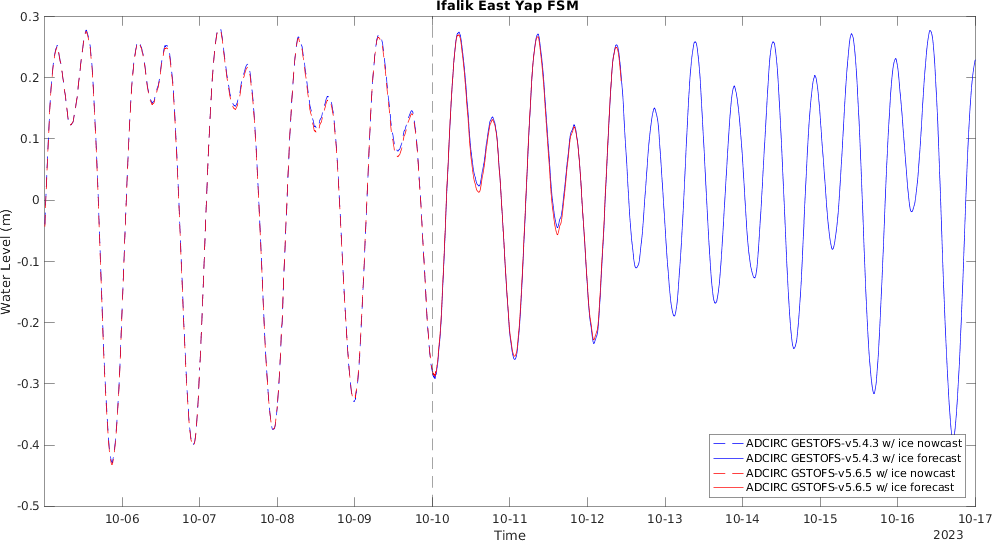 Ifalik East Yap FSM
0.3
0.2
0.1
0
-0.1
-0.2
-0.3
-0.4
-0.5
Water Level (m)
ADCIRC GESTOFS-v5.4.3 w/ ice nowcast
ADCIRC GESTOFS-v5.4.3 w/ ice forecast
ADCIRC GSTOFS-v5.6.5 w/ ice nowcast
ADCIRC GSTOFS-v5.6.5 w/ ice forecast
10-06 10-07 10-08 10-09 10-10 10-11 10-12 10-13 10-14 10-15 10-16 10-17
Time
2023